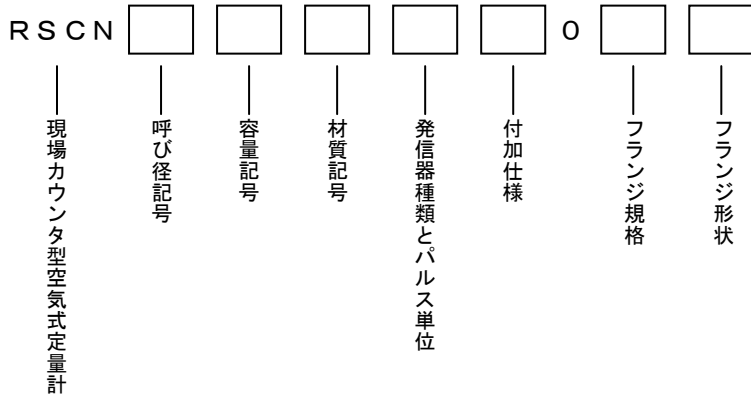 RSCN 0
現場カウンタ型空気式定量計
呼び径記号
容量記号
材質記号
発信器種類とパルス単位
付加仕様
フランジ規格
フランジ形状